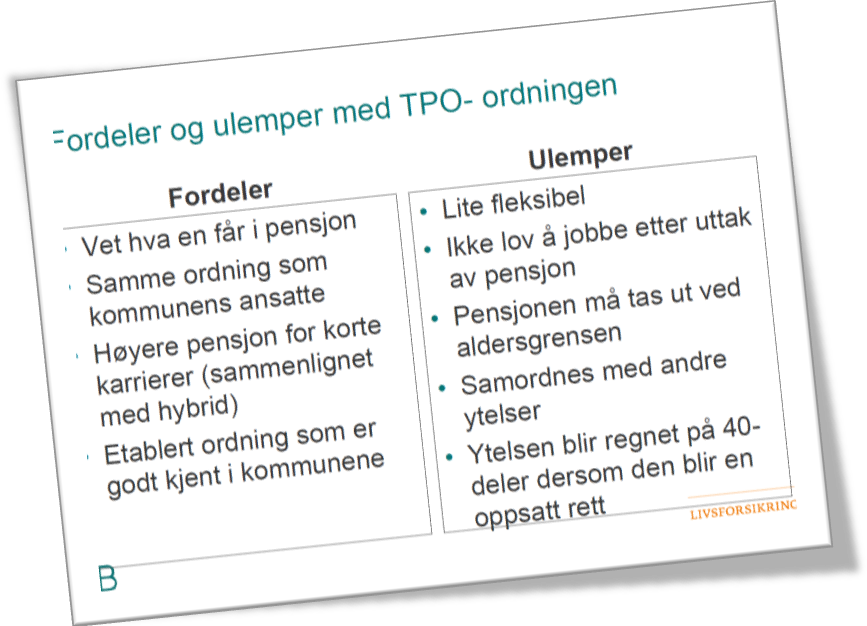 Fordeler og ulemper med TPO- ordningen
Fordeler
Vet hva en får i pensjon
Samme ordning som
kommunens ansatte
Høyere pensjon for korte
karrierer (sammenlignet
med hybrid)
Etablert ordning som er
godt kjent i kommunene
Ulemper
• Lite fleksibel
• Ikke lov å jobbe etter uttak
av pensjon
• Pensjonen må tas ut ved
aldersgrensen
• Samordnes med andre
ytelser
• Ytelsen blir regnet på 40-
deler dersom den blir en
oppsatt rett
LIVSFORSIKRING
B